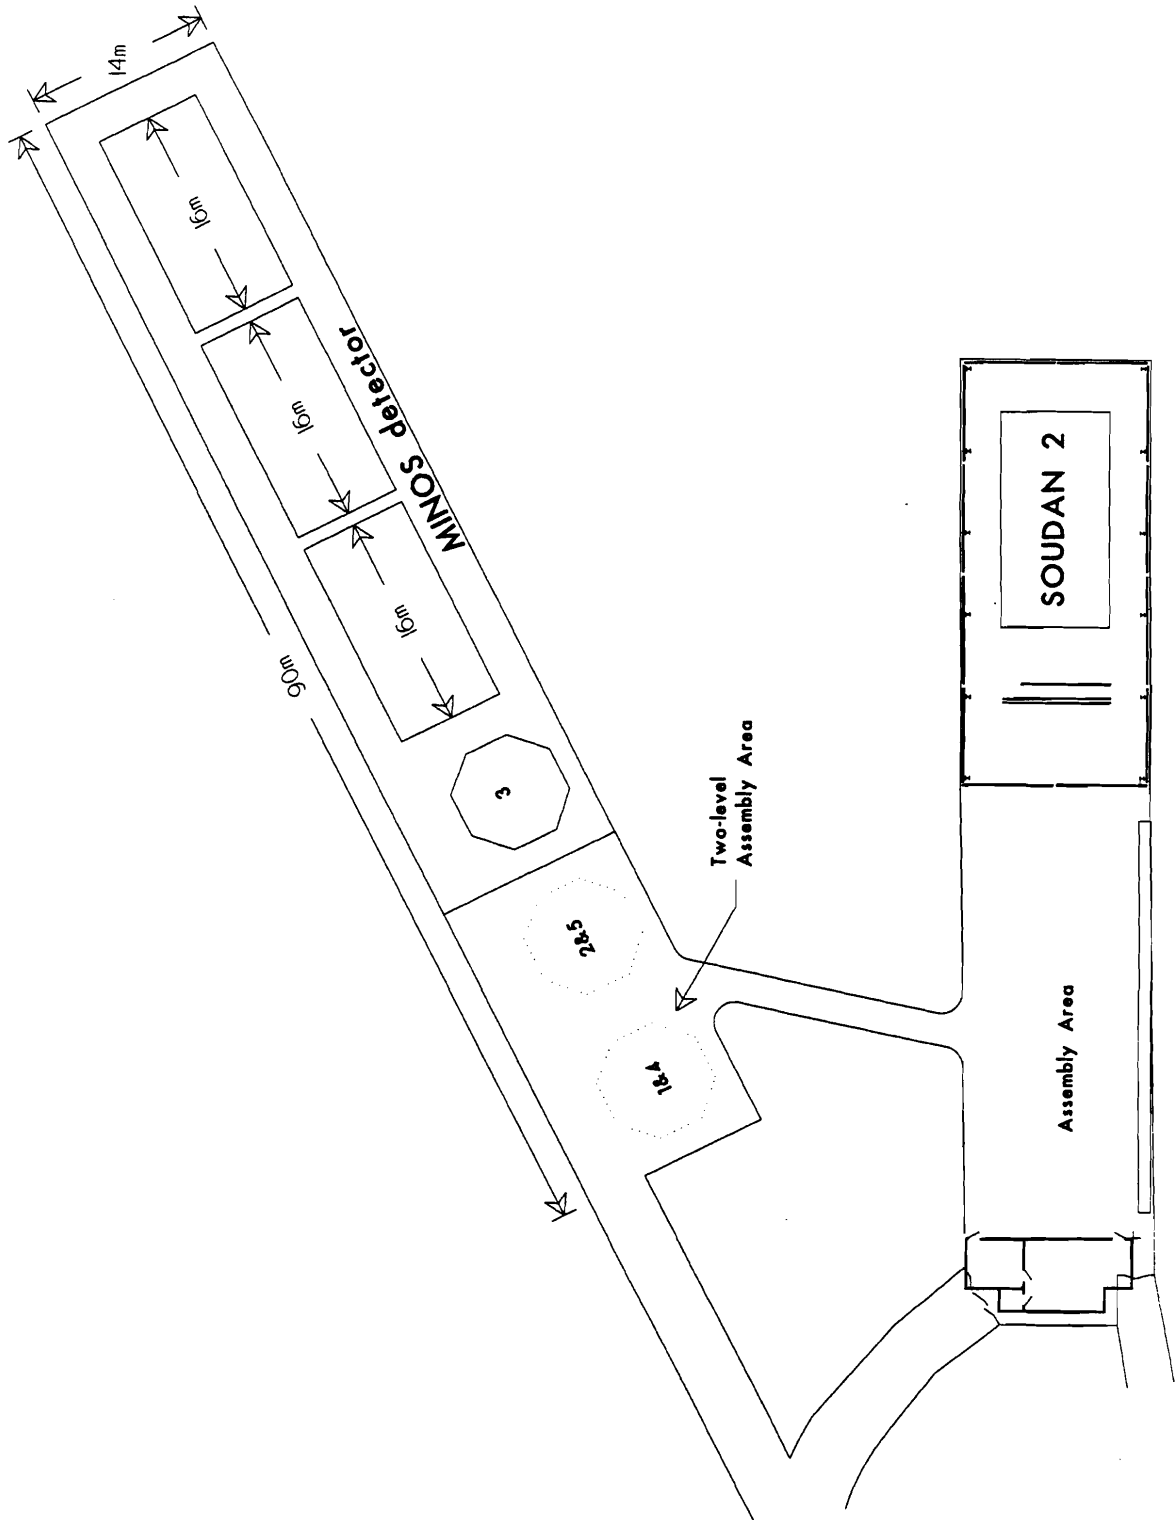 14m
16m
16m
16m
MINOS detector
90m
3
2&5
1&4
Two-level
Assembly Area
SOUDAN 2
Assembly Area